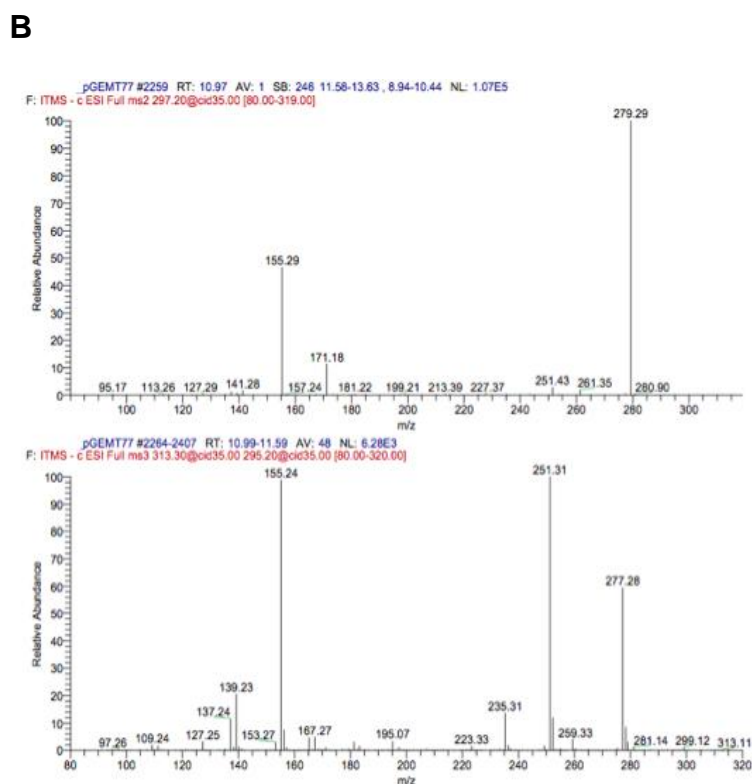 B
_pGEMT77 #2259 RT: 10.97 AV: 1 SB: 246 11.58-13.63 , 8.94-10.44 NL: 1.07E5
F: ITMS - c ESI Full ms2 297.20@cid35.00 [80.00-319.00]
279.29
100
90
80
70
60
50
40
30
20
10
0
Relative Abundance
155.29
171.18
95.17 113.26 127.29 141.28 157.24 181.22 199.21 213.39 227.37 251.43 261.35 280.90
100 120 140 160 180 200 220 240 260 280 300
m/z
_pGEMT77 #2264-2407 RT: 10.99-11.59 AV: 48 NL: 6.28E3
F: ITMS - c ESI Full ms3 313.30@cid35.00 295.20@cid35.00 [80.00-320.00]
155.24 251.31
100
90
80
70
60
50
40
30
20
10
0
Relative Abundance
277.28
139.23
137.24 235.31
97.26 109.24 127.25 153.27 167.27 195.07 223.33 259.33 281.14 299.12 313.11
80 100 120 140 160 180 200 220 240 260 280 300 320
m/z